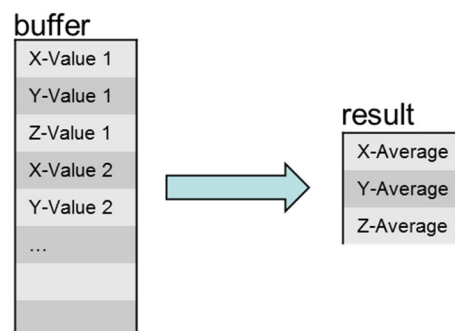 buffer
X-Value 1
Y-Value 1
Z-Value 1
X-Value 2
Y-Value 2
...
result
X-Average
Y-Average
Z-Average